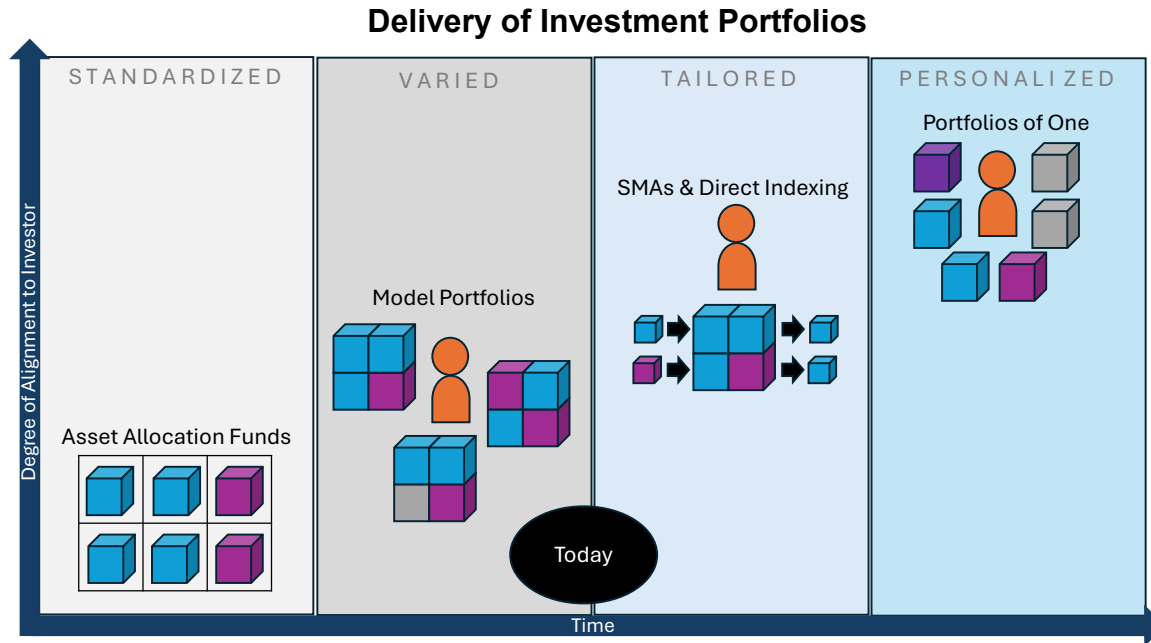 Delivery of Investment Portfolios
STANDARDIZED
VARIED
TAILORED
PERSONALIZED
Portfolios of One
SMAs & Direct Indexing
Model Portfolios
Asset Allocation Funds
Degree of Alignment to Investor
Today
Time